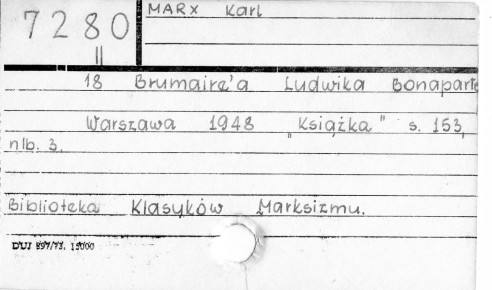 7280
II
MARX Karl
18 Brumaire'a Ludwika Bonaparte
Warszawa 1948 „Książka" s. 153,
nlb. 3.
Biblioteka Klasyków Marksizmu.
DUJ 897/73. 15000